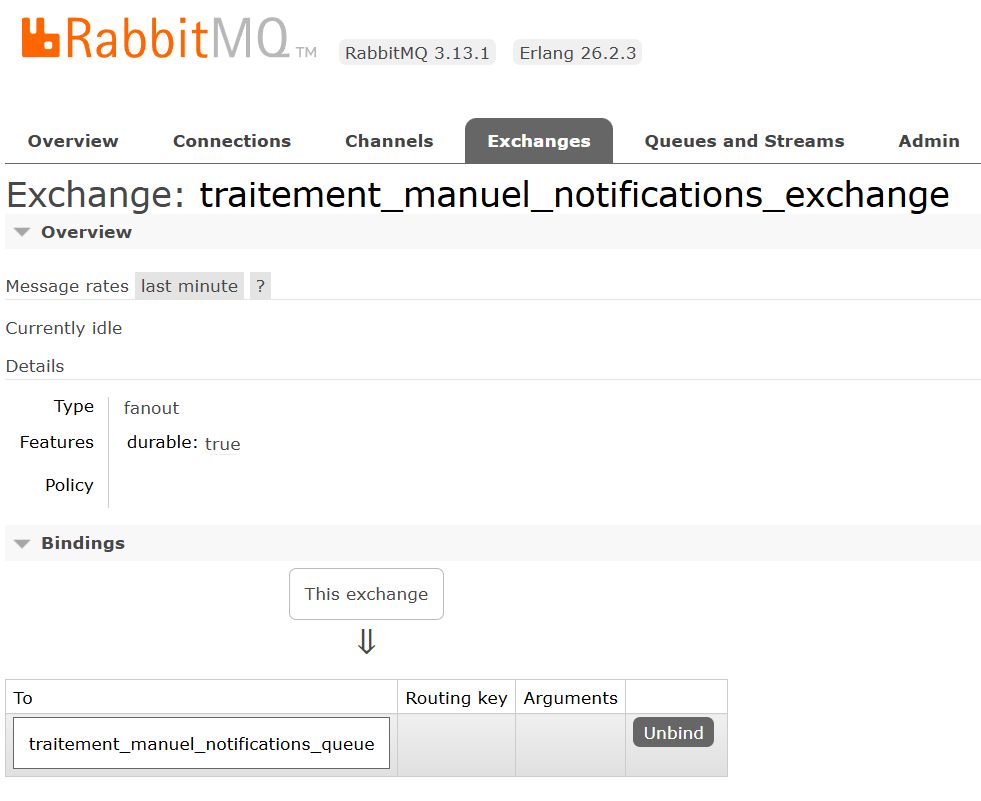 RabbitMQ TM RabbitMQ 3.13.1 Erlang 26.2.3
Overview Connections Channels Exchanges Queues and Streams Admin
Exchange: traitement_manuel_notifications_exchange
Overview
Message rates last minute ?
Currently idle
Details
Type fanout
Features durable: true
Policy
Bindings
This exchange
⇓
To Routing key Arguments
traitement_manuel_notifications_queue Unbind